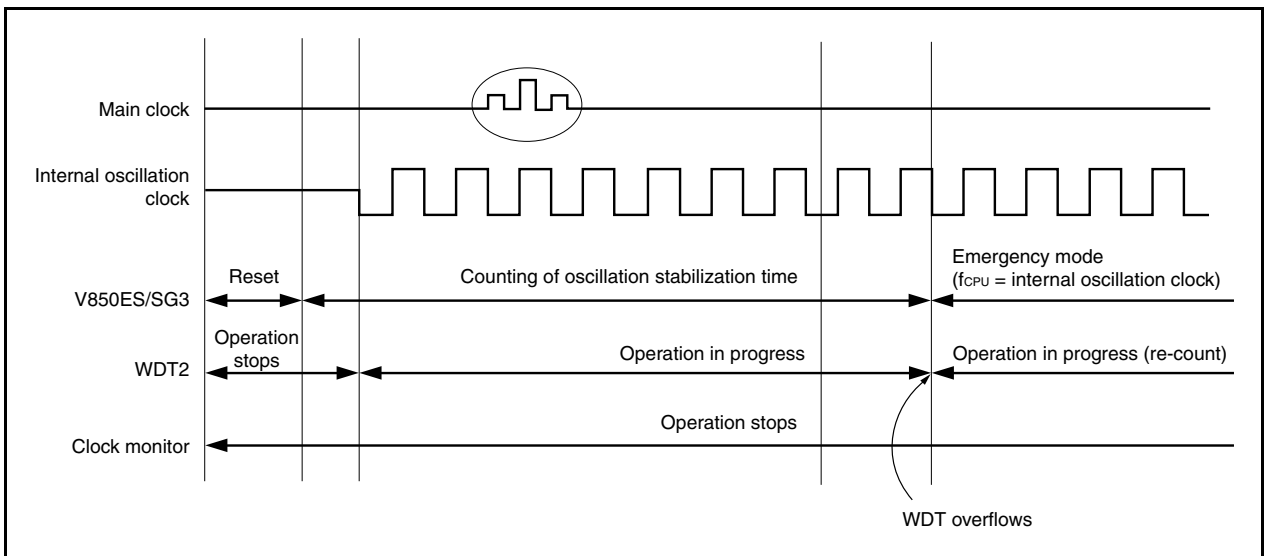 Main clock
Internal oscillation
clock
V850ES/SG3
Reset
Counting of oscillation stabilization time
Emergency mode
(fCPU = internal oscillation clock)
WDT2
Operation
stops
Operation in progress
Operation in progress (re-count)
Clock monitor
Operation stops
WDT overflows